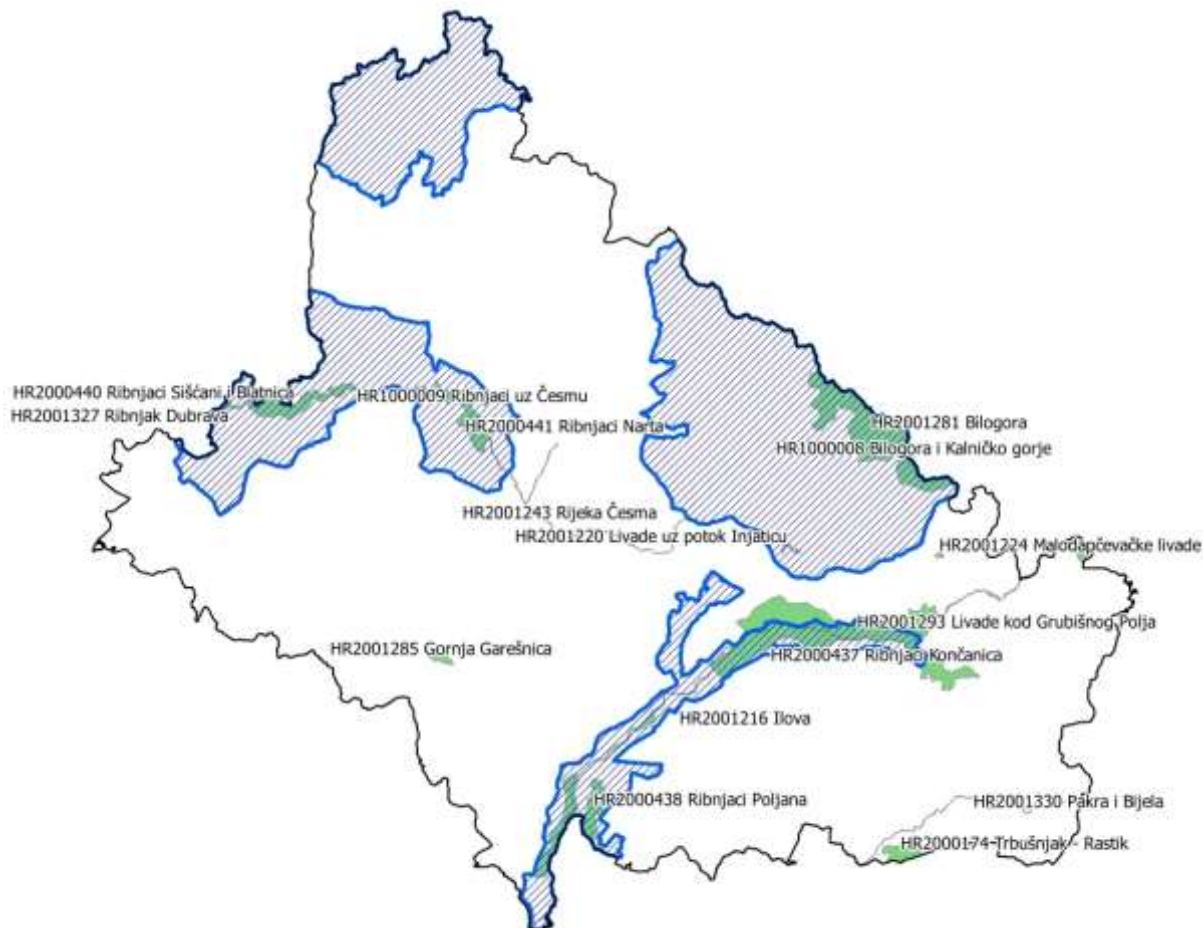 HR2000440 Ribnjaci Sišćani i Blatnica
HR1000009 Ribnjaci uz Česmu
HR2001327 Ribnjak Dubrava
HR2000441 Ribnjaci Narta
HR2001281 Bilogora
HR1000008 Bilogora i Kalničko gorje
HR2001243 Rijeka Česma
HR2001220 Livade uz potok Injaticu
HR2001224 Malodapčevačke livade
HR2001293 Livade kod Grubišnog Polja
HR2001285 Gornja Garešnica
HR2000437 Ribnjaci Končanica
HR2001216 Ilova
HR2000438 Ribnjaci Poljana
HR2001330 Pakra i Bijela
HR2000174 Trbušnjak - Rastik